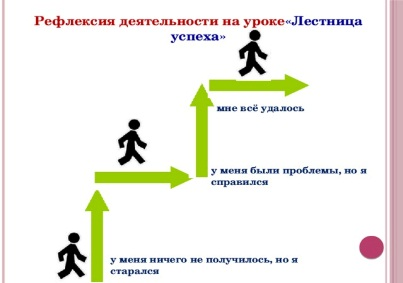 Рефлексия деятельности на уроке«Лестница
успеха»
мне всё удалось
у меня были проблемы, но я
справился
у меня ничего не получилось, но я
старался